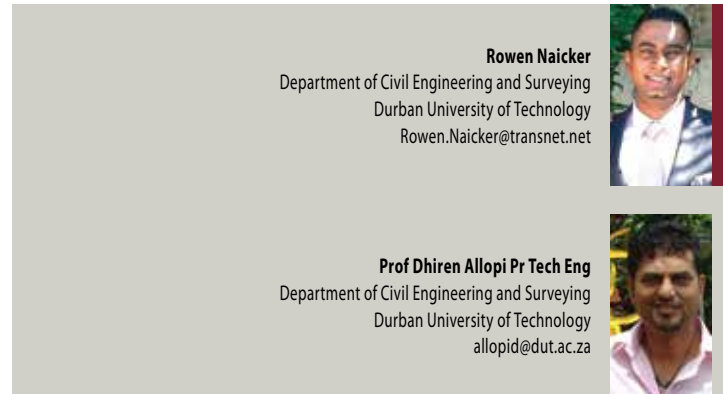 Rowen Naicker
Department of Civil Engineering and Surveying
Durban University of Technology
Rowen.Naicker@transnet.net
Prof Dhiren Allopi Pr Tech Eng
Department of Civil Engineering and Surveying
Durban University of Technology
allopid@dut.ac.za